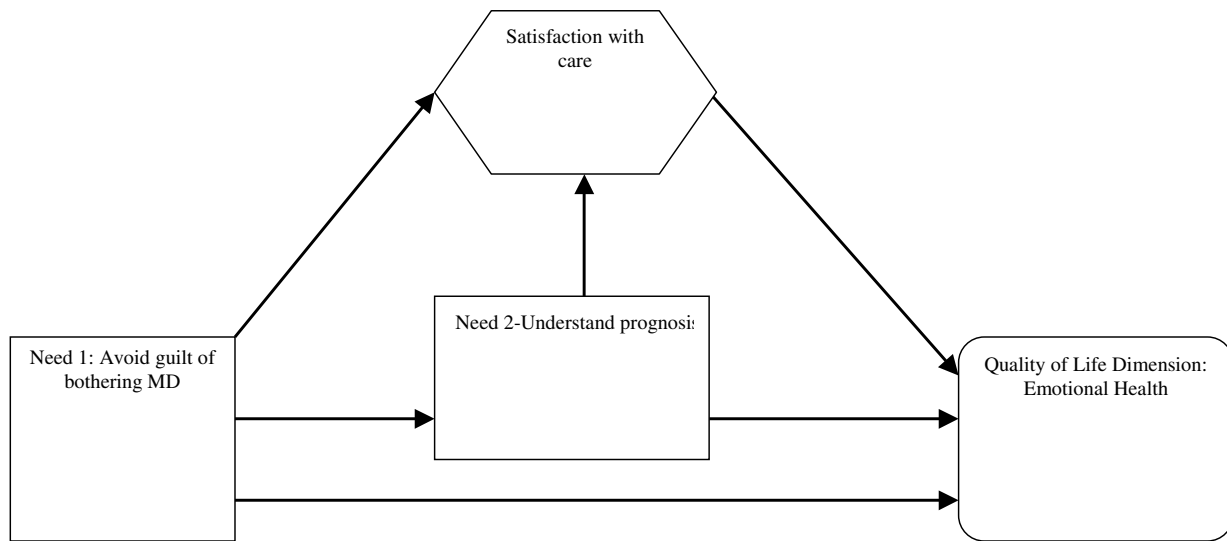 Satisfaction with
care
Need 2-Understand prognosis
Need 1: Avoid guilt of
bothering MD
Quality of Life Dimension:
Emotional Health